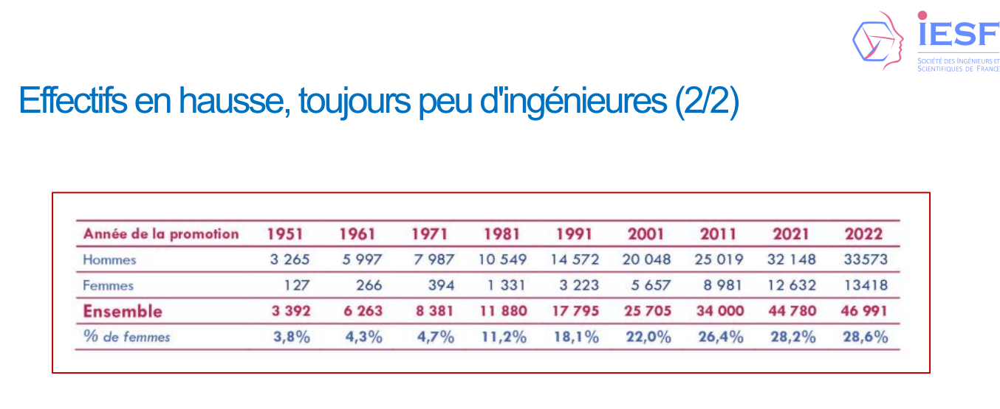 iESF
SOCIÉTÉ DES INGÉNIEURS ET
SCIENTIFIQUES DE FRANCE
Effectifs en hausse, toujours peu d'ingénieures (2/2)
Année de la promotion 1951 1961 1971 1981 1991 2001 2011 2021 2022
Hommes 3 265 5 997 7 987 10 549 14 572 20 048 25 019 32 148 33573
Femmes 127 266 394 1 331 3 223 5 657 8 981 12 632 13418
Ensemble 3 392 6 263 8 381 11 880 17 795 25 705 34 000 44 780 46 991
% de femmes 3,8% 4,3% 4,7% 11,2% 18,1% 22,0% 26,4% 28,2% 28,6%